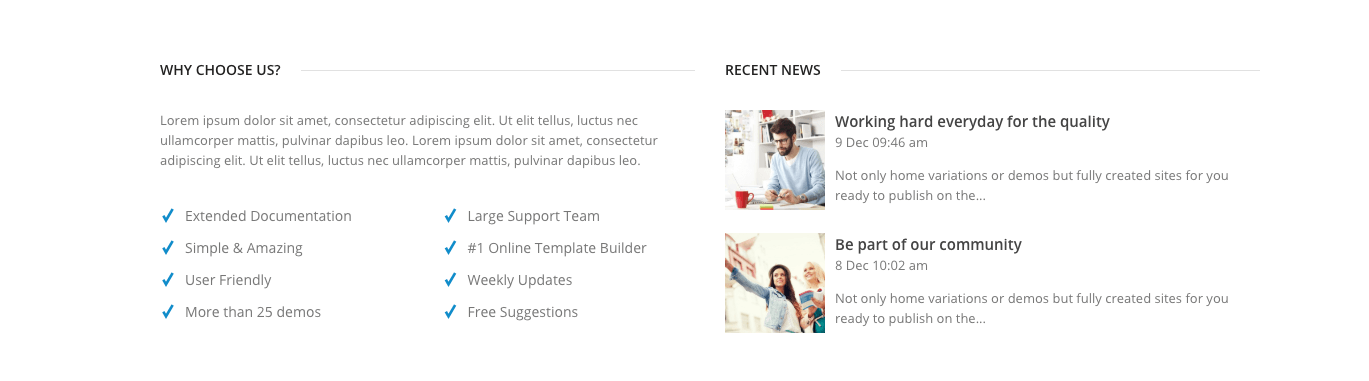 WHY CHOOSE US?
Lorem ipsum dolor sit amet, consectetur adipiscing elit. Ut elit tellus, luctus nec
ullamcorper mattis, pulvinar dapibus leo. Lorem ipsum dolor sit amet, consectetur
adipiscing elit. Ut elit tellus, luctus nec ullamcorper mattis, pulvinar dapibus leo.
Extended Documentation
Simple & Amazing
User Friendly
More than 25 demos
Large Support Team
#1 Online Template Builder
Weekly Updates
Free Suggestions
RECENT NEWS
Working hard everyday for the quality
9 Dec 09:46 am
Not only home variations or demos but fully created sites for you
ready to publish on the...
Be part of our community
8 Dec 10:02 am
Not only home variations or demos but fully created sites for you
ready to publish on the...